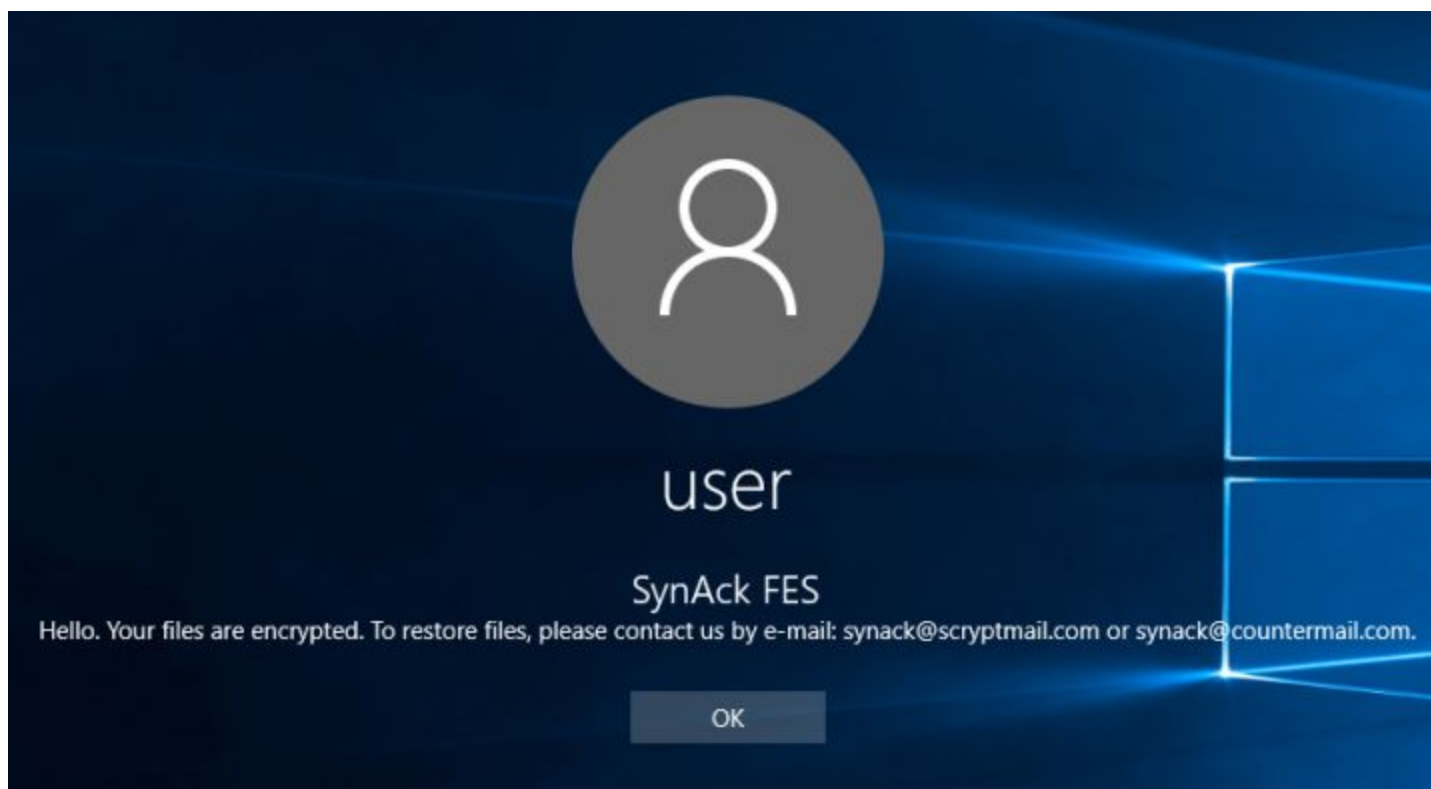 user
SynAck FES
Hello. Your files are encrypted. To restore files, please contact us by e-mail: synack@scryptmail.com or synack@countermail.com.
OK